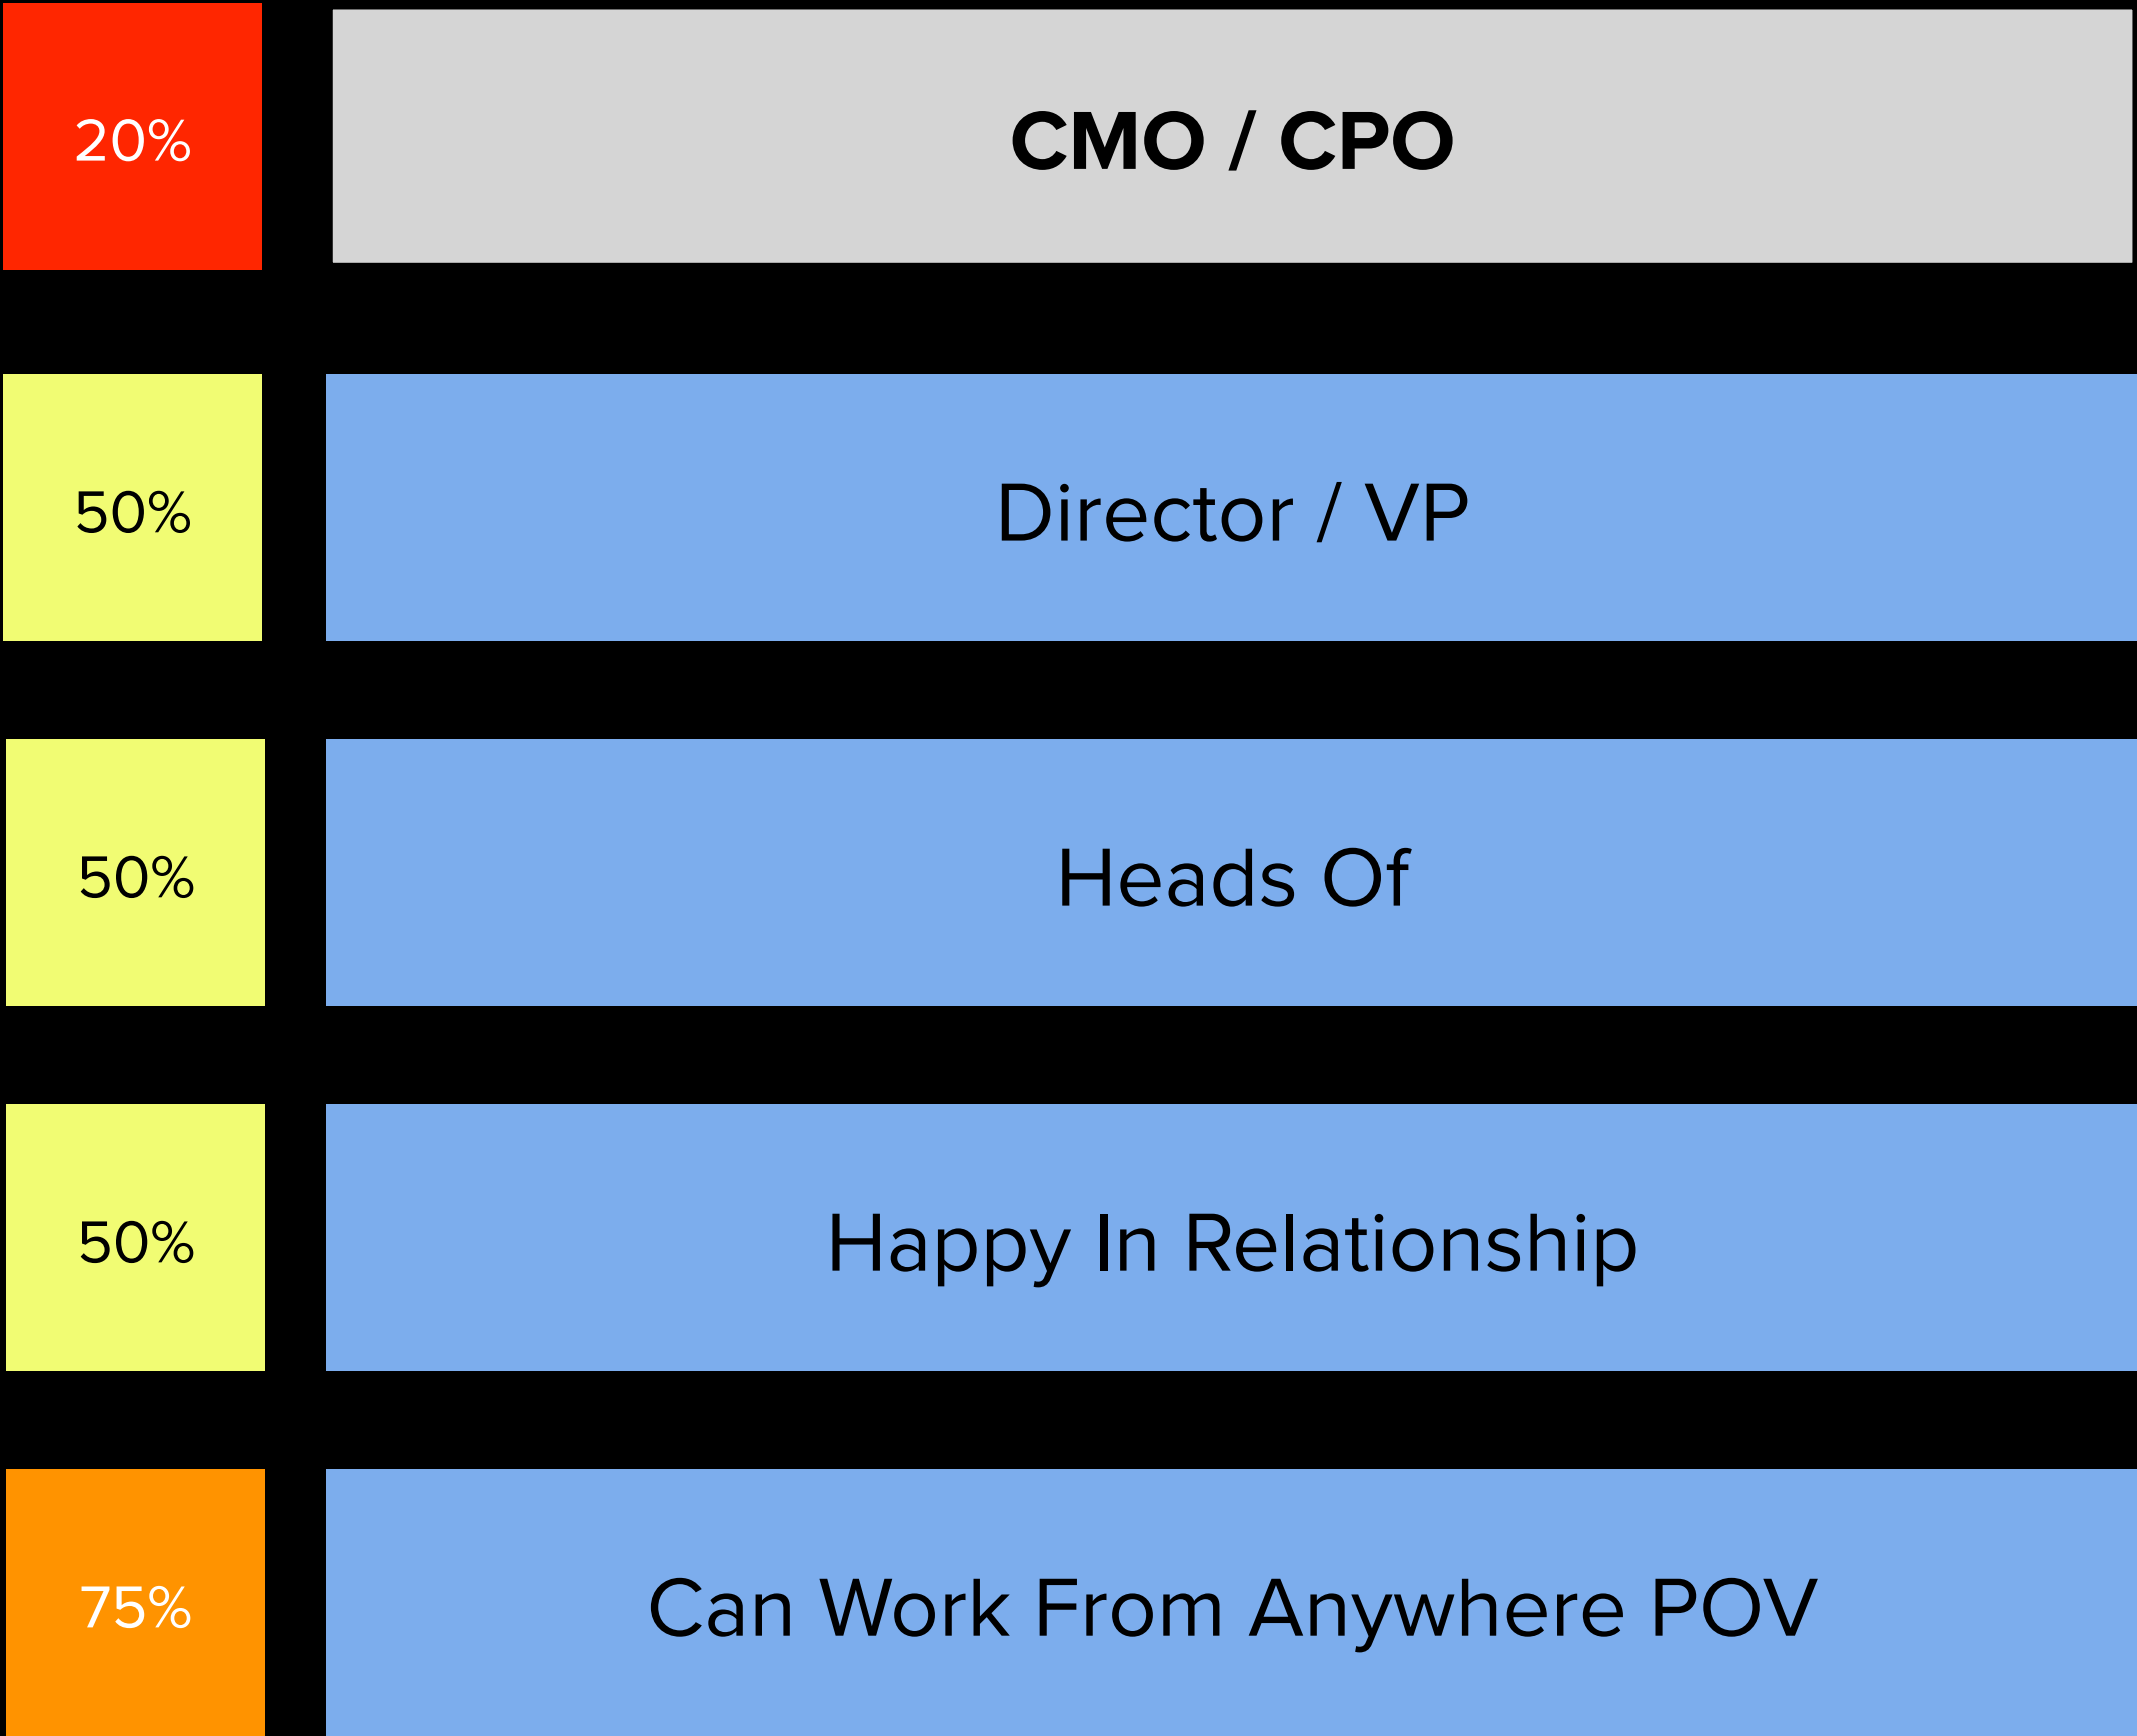 20%
CMO / CPO
50%
Director / VP
50%
Heads Of
50%
Happy In Relationship
75%
Can Work From Anywhere POV